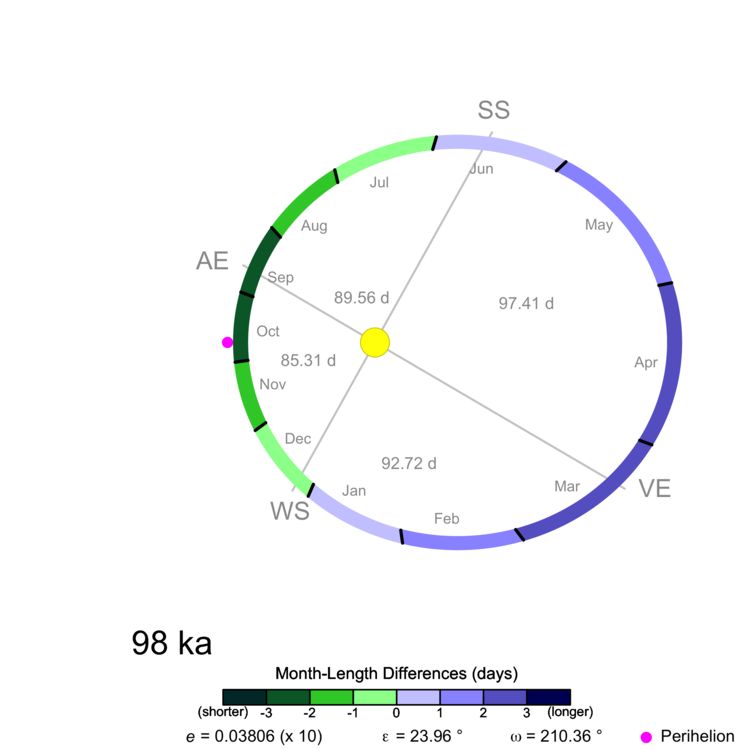 SS
Jun
Jul
May
Aug
AE
Sep
89.56 d
97.41 d
Oct
85.31 d
Apr
Nov
Dec
92.72 d
Mar
VE
Jan
WS
Feb
98 ka
Month-Length Differences (days)
(shorter) -3 -2 -1 0 1 2 3 (longer)
e = 0.03806 (x 10) ε = 23.96 ° ω = 210.36 ° Perihelion